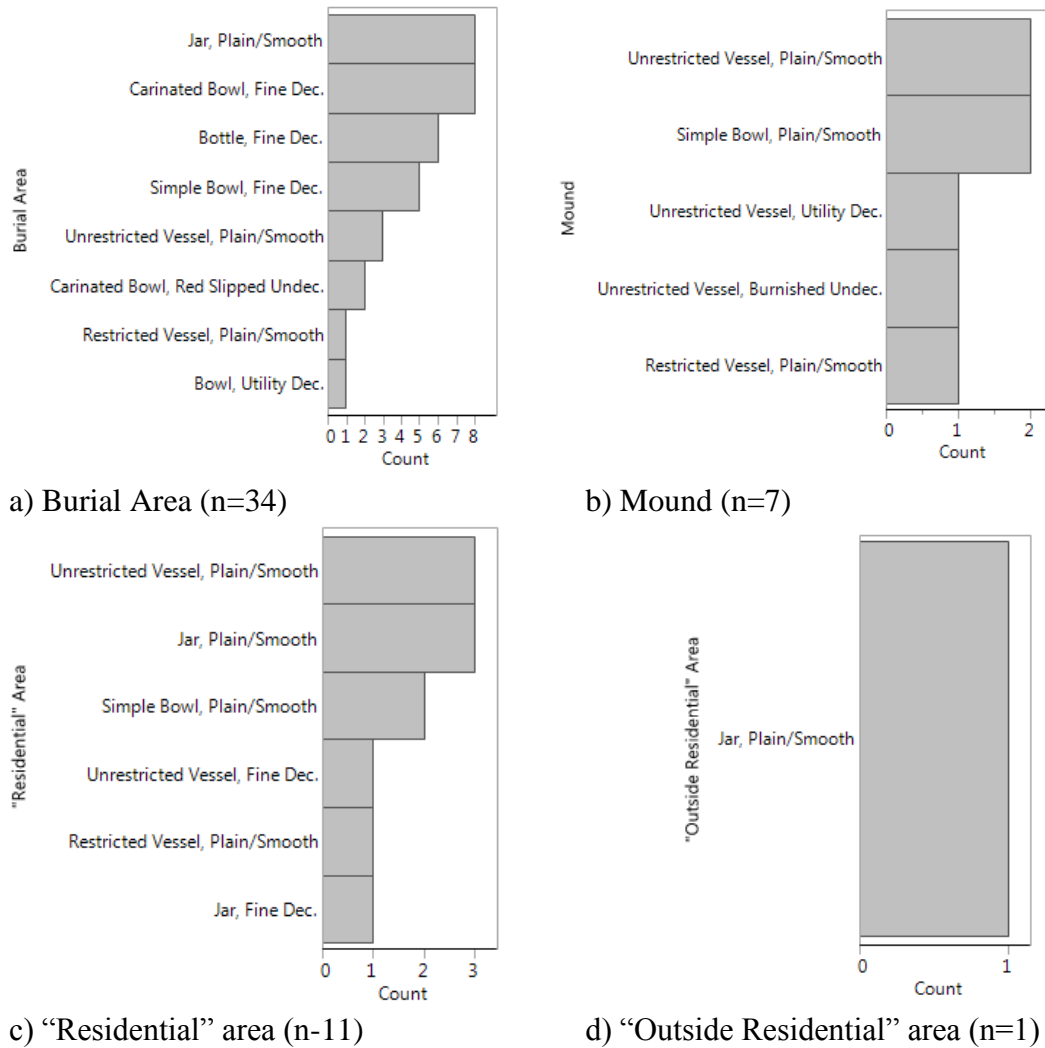 Burial Area
Jar, Plain/Smooth
Carinated Bowl, Fine Dec.
Bottle, Fine Dec.
Simple Bowl, Fine Dec.
Unrestricted Vessel, Plain/Smooth
Carinated Bowl, Red Slipped Undec.
Restricted Vessel, Plain/Smooth
Bowl, Utility Dec.
0 1 2 3 4 5 6 7 8
Count
a) Burial Area (n=34)
Mound
Unrestricted Vessel, Plain/Smooth
Simple Bowl, Plain/Smooth
Unrestricted Vessel, Utility Dec.
Unrestricted Vessel, Burnished Undec.
Restricted Vessel, Plain/Smooth
0 1 2
Count
b) Mound (n=7)
"Residential" Area
Unrestricted Vessel, Plain/Smooth
Jar, Plain/Smooth
Simple Bowl, Plain/Smooth
Unrestricted Vessel, Fine Dec.
Restricted Vessel, Plain/Smooth
Jar, Fine Dec.
0 1 2 3
Count
c) “Residential” area (n-11)
"Outside Residential" Area
Jar, Plain/Smooth
0 1
Count
d) “Outside Residential” area (n=1)